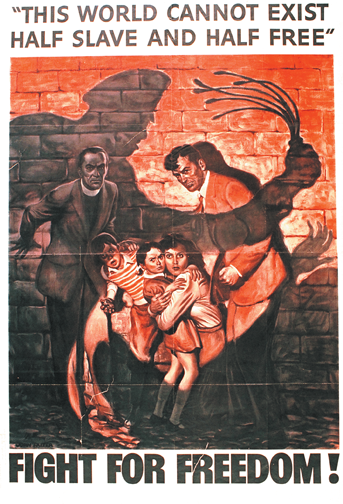 "THIS WORLD CANNOT EXIST
HALF SLAVE AND HALF FREE"
FIGHT FOR FREEDOM!